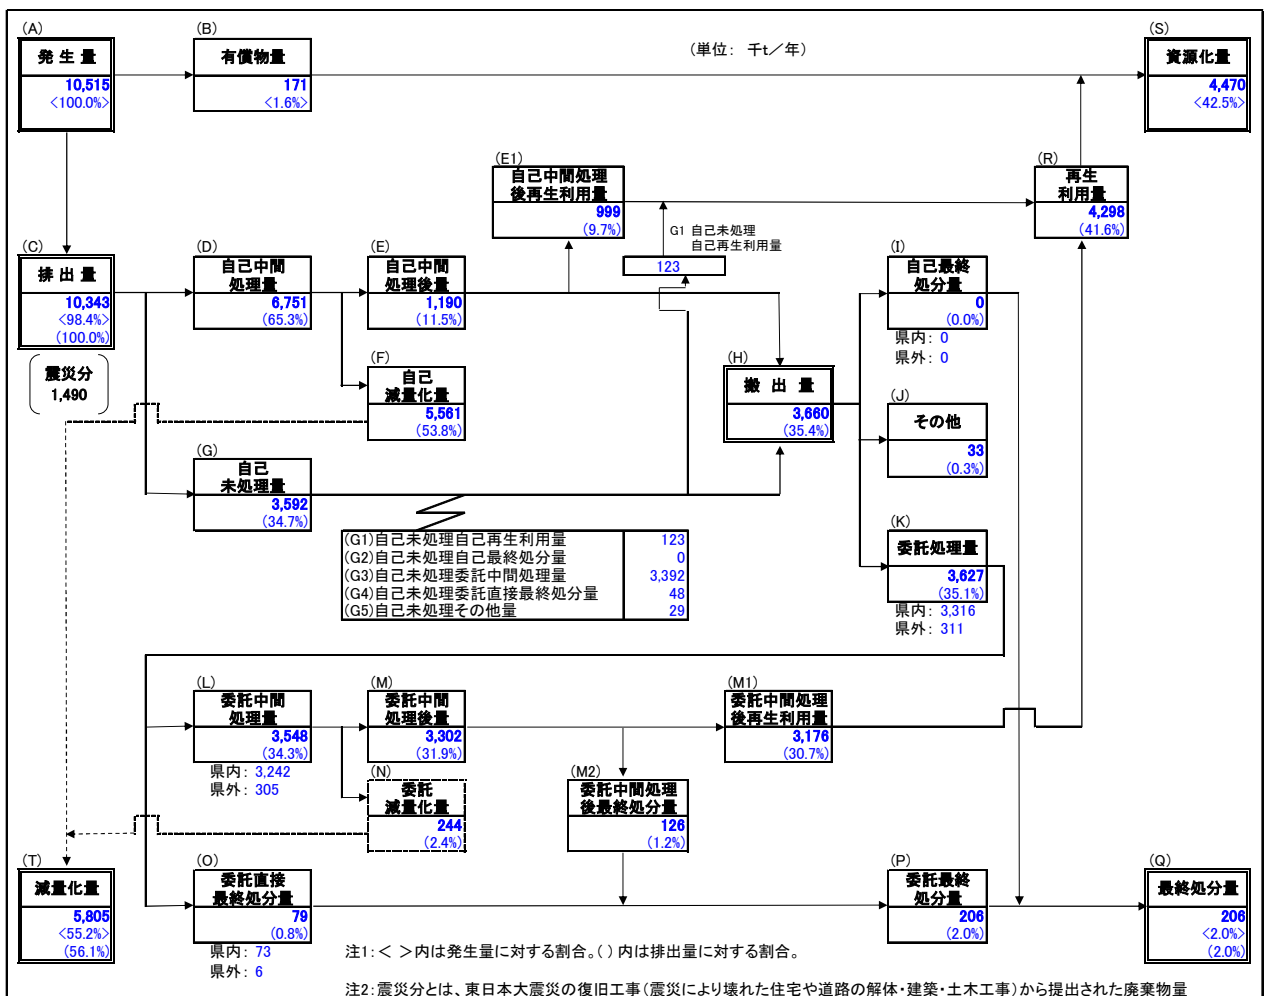 (A)
発 生 量
10,515
<100.0%>
(B)
有償物量
171
<1.6%>
(単位： 千t／年)
(S)
資源化量
4,470
<42.5%>
(E1)
自己中間処理
後再生利用量
999
(9.7%)
G1 自己未処理
自己再生利用量
123
(R)
再生
利用量
4,298
(41.6%)
(C)
排 出 量
10,343
<98.4%>
(100.0%)
震災分
1,490
(D)
自己中間
処理量
6,751
(65.3%)
(E)
自己中間
処理後量
1,190
(11.5%)
(F)
自己
減量化量
5,561
(53.8%)
(G)
自己
未処理量
3,592
(34.7%)
(G1)自己未処理自己再生利用量 123
(G2)自己未処理自己最終処分量 0
(G3)自己未処理委託中間処理量 3,392
(G4)自己未処理委託直接最終処分量 48
(G5)自己未処理その他量 29
(H)
搬 出 量
3,660
(35.4%)
(I)
自己最終
処分量
0
(0.0%)
県内： 0
県外： 0
(J)
その他
33
(0.3%)
(K)
委託処理量
3,627
(35.1%)
県内： 3,316
県外： 311
(L)
委託中間
処理量
3,548
(34.3%)
県内： 3,242
県外： 305
(M)
委託中間
処理後量
3,302
(31.9%)
(M1)
委託中間処理
後再生利用量
3,176
(30.7%)
(N)
委託
減量化量
244
(2.4%)
(M2)
委託中間処理
後最終処分量
126
(1.2%)
(T)
減量化量
5,805
<55.2%>
(56.1%)
(O)
委託直接
最終処分量
79
(0.8%)
県内： 73
県外： 6
(P)
委託最終
処分量
206
(2.0%)
(Q)
最終処分量
206
<2.0%>
(2.0%)
注1：< >内は発生量に対する割合。( ) 内は排出量に対する割合。
注2：震災分とは、東日本大震災の復旧工事（震災により壊れた住宅や道路の解体・建築・土木工事）から提出された廃棄物量